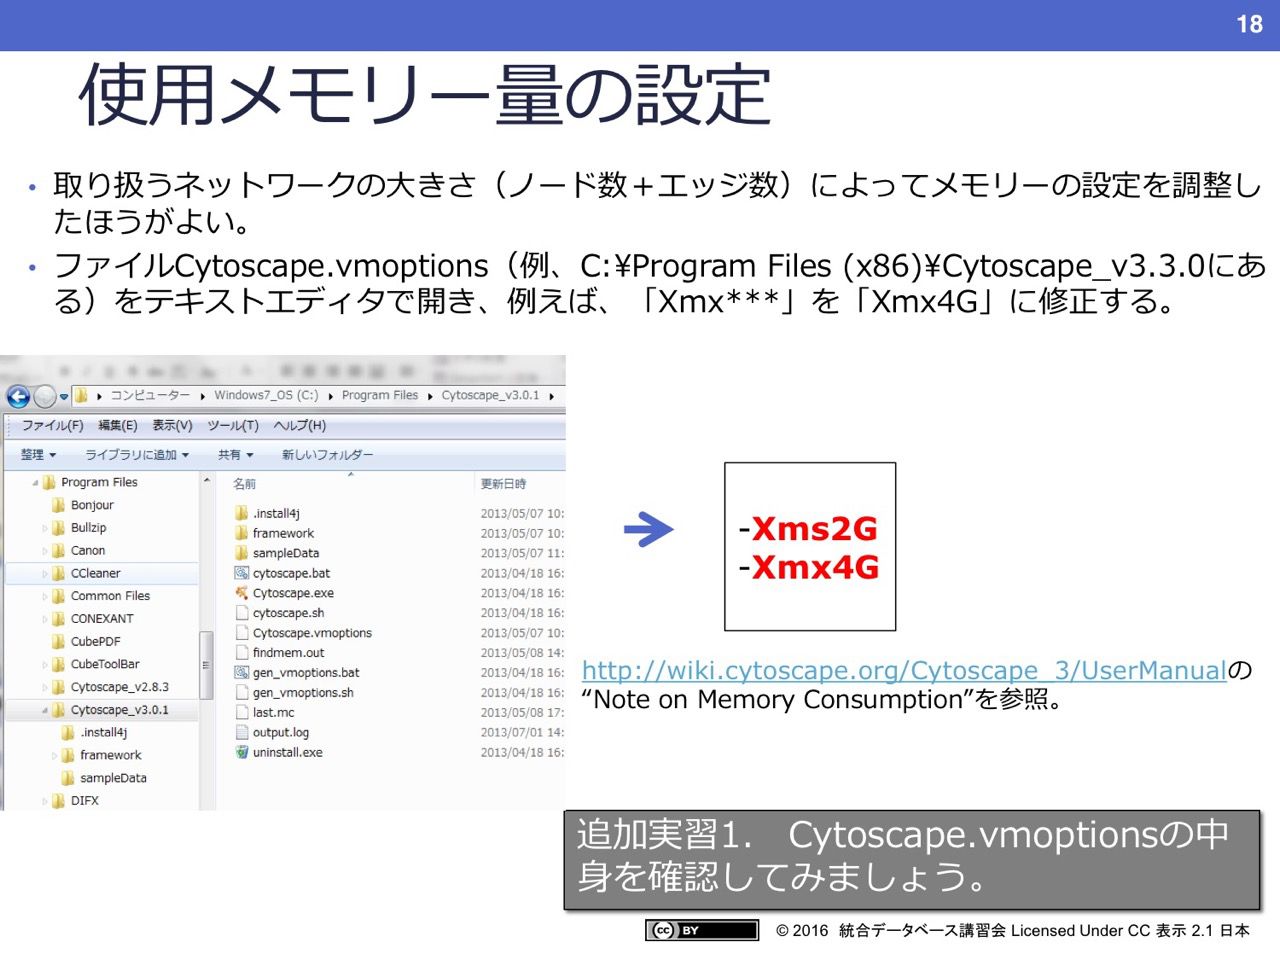 18
使用メモリー量の設定
• 取り扱うネットワークの大きさ（ノード数＋エッジ数）によってメモリーの設定を調整し
たほうがよい。
• ファイルCytoscape.vmoptions（例、C:¥Program Files (x86)¥Cytoscape_v3.3.0にあ
る）をテキストエディタで開き、例えば、「Xmx***」を「Xmx4G」に修正する。
コンピューター ▸ Windows7_OS (C:) ▸ Program Files ▸ Cytoscape_v3.0.1 ▸
ファイル(F) 編集(E) 表示(V) ツール(T) ヘルプ(H)
整理 ▼ ライブラリに追加 ▼ 共有 ▼ 新しいフォルダー
Program Files
Bonjour
Bullzip
Canon
CCleaner
Common Files
CONEXANT
CubePDF
CubeToolBar
Cytoscape_v2.8.3
Cytoscape_v3.0.1
.install4j
framework
sampleData
DIFX
名前 更新日時
.install4j 2013/05/07 10:
framework 2013/05/07 10:
sampleData 2013/05/07 11:
cytoscape.bat 2013/04/18 16:
Cytoscape.exe 2013/04/18 16:
cytoscape.sh 2013/04/18 16:
Cytoscape.vmoptions 2013/05/07 10:
findmem.out 2013/05/08 14:
gen_vmoptions.bat 2013/04/18 16:
gen_vmoptions.sh 2013/04/18 16:
last.mc 2013/05/08 17:
output.log 2013/07/01 14:
uninstall.exe 2013/04/18 16:
-Xms2G
-Xmx4G
http://wiki.cytoscape.org/Cytoscape_3/UserManualの
“Note on Memory Consumption”を参照。
追加実習1． Cytoscape.vmoptionsの中
身を確認してみましょう。
cc BY
© 2016 統合データベース講習会 Licensed Under CC 表示 2.1 日本